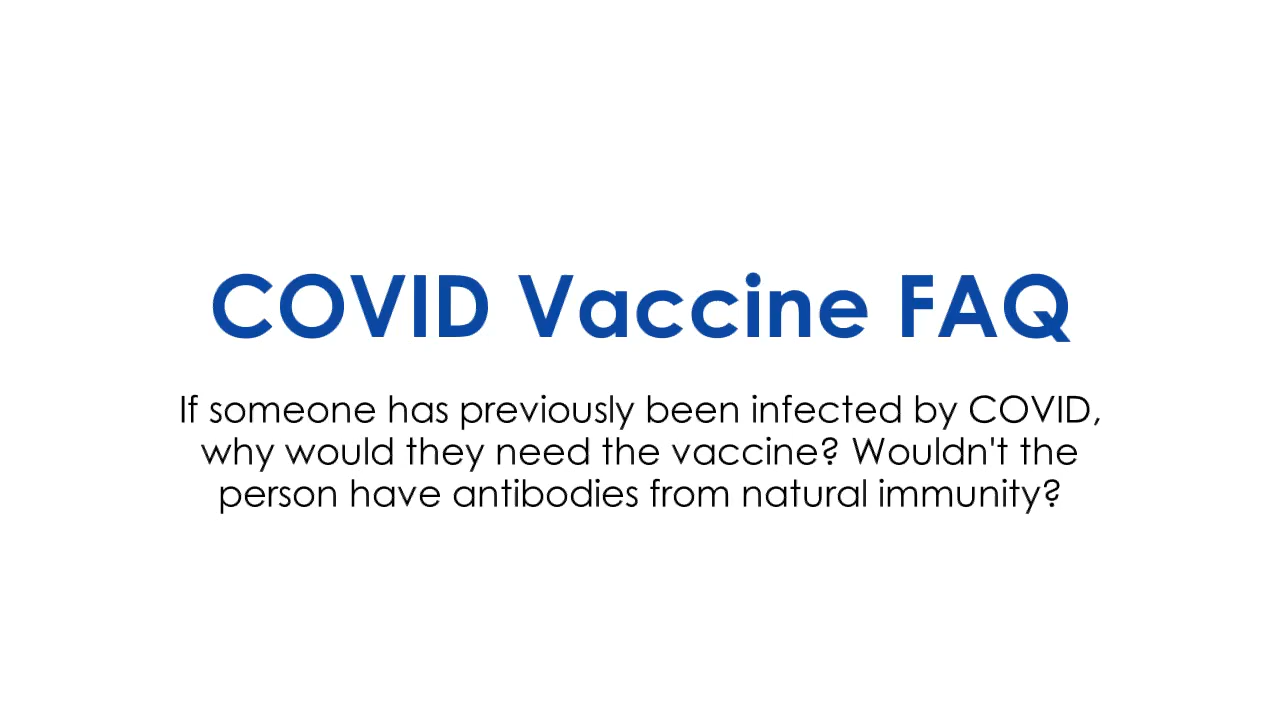 COVID Vaccine FAQ
If someone has previously been infected by COVID,
why would they need the vaccine? Wouldn't the
person have antibodies from natural immunity?